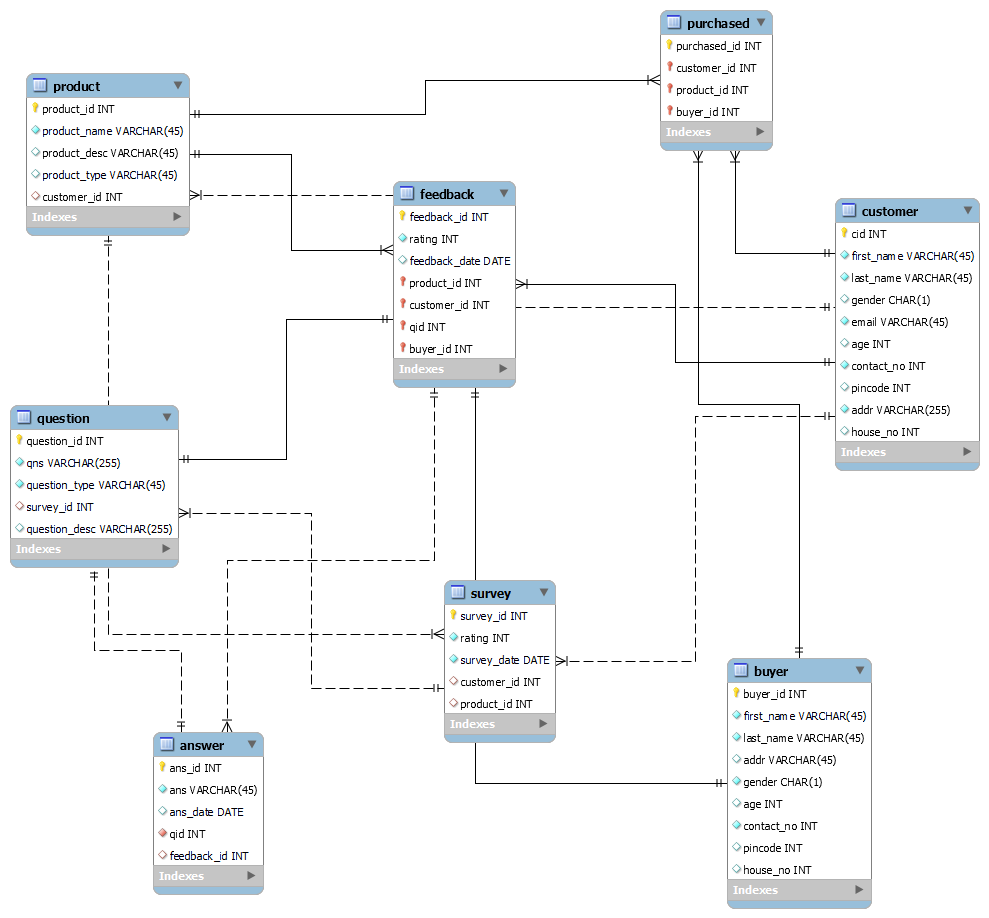 purchased
purchased_id INT
customer_id INT
product_id INT
buyer_id INT
Indexes
product
product_id INT
product_name VARCHAR(45)
product_desc VARCHAR(45)
product_type VARCHAR(45)
customer_id INT
Indexes
feedback
feedback_id INT
rating INT
feedback_date DATE
product_id INT
customer_id INT
qid INT
buyer_id INT
Indexes
customer
cid INT
first_name VARCHAR(45)
last_name VARCHAR(45)
gender CHAR(1)
email VARCHAR(45)
age INT
contact_no INT
pincode INT
addr VARCHAR(255)
house_no INT
Indexes
question
question_id INT
qns VARCHAR(255)
question_type VARCHAR(45)
survey_id INT
question_desc VARCHAR(255)
Indexes
survey
survey_id INT
rating INT
survey_date DATE
customer_id INT
product_id INT
Indexes
buyer
buyer_id INT
first_name VARCHAR(45)
last_name VARCHAR(45)
addr VARCHAR(45)
gender CHAR(1)
age INT
contact_no INT
pincode INT
house_no INT
Indexes
answer
ans_id INT
ans VARCHAR(45)
ans_date DATE
qid INT
feedback_id INT
Indexes